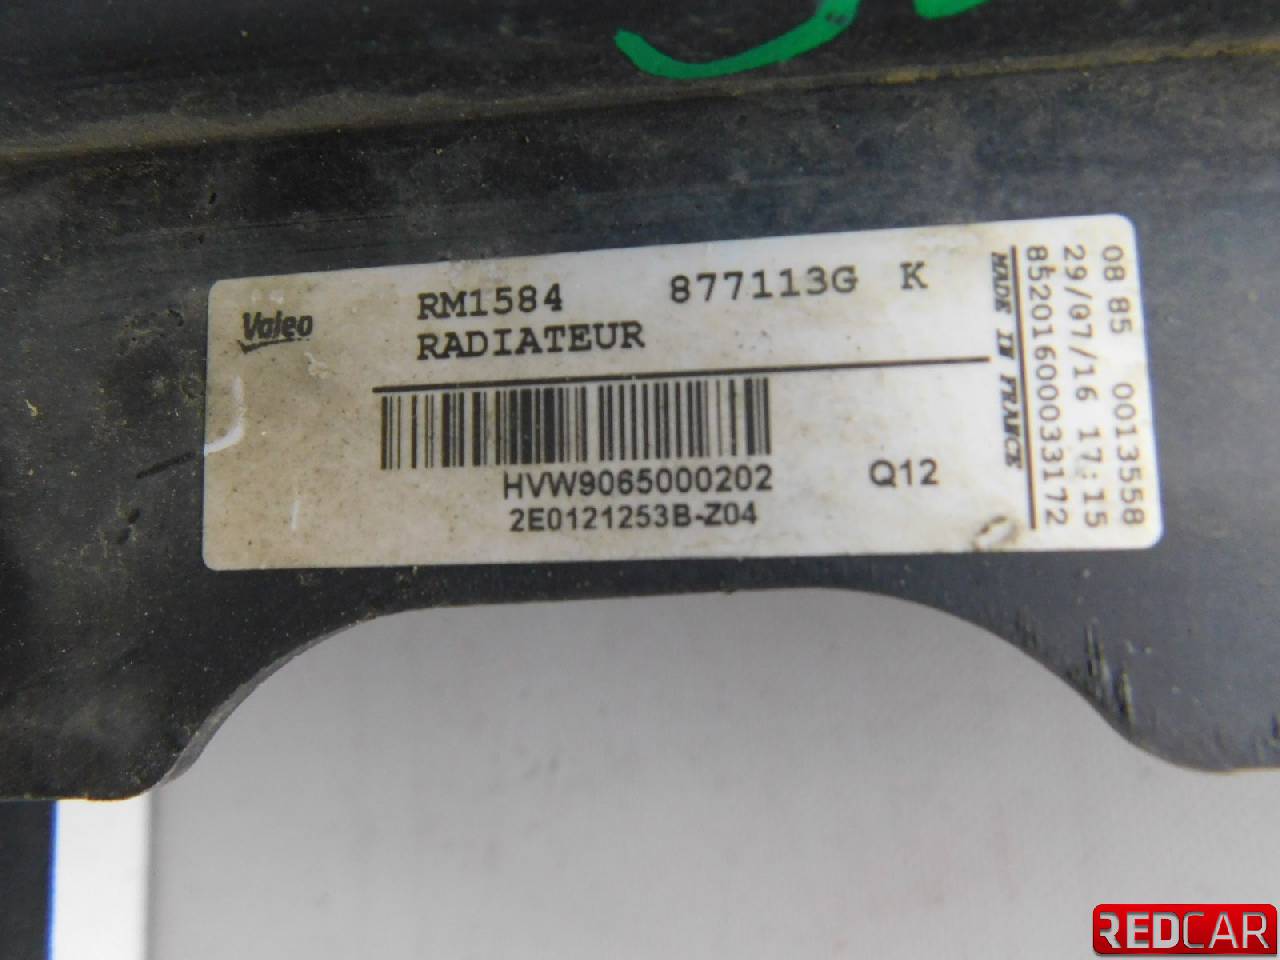 Valeo
RM1584 877113G K
RADIATEUR
HVW9065000202 Q12
2E0121253B-Z04
MADE IN FRANCE
08 85 0013558
29/07/16 17:15
85201600033172
REDCAR